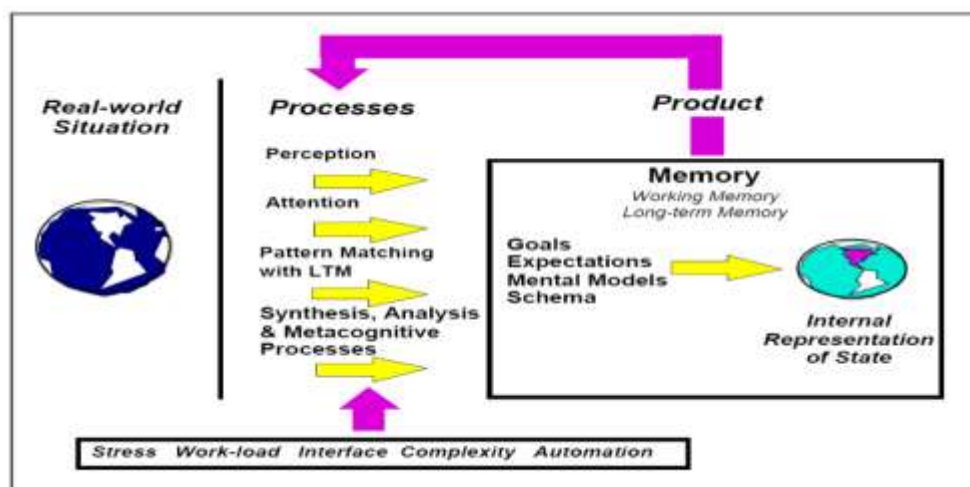 Real-world
Situation
Processes
Perception
Attention
Pattern Matching
with LTM
Synthesis, Analysis
& Metacognitive
Processes
Product
Memory
Working Memory
Long-term Memory
Goals
Expectations
Mental Models
Schema
Internal
Representation
of State
Stress Work-load Interface Complexity Automation